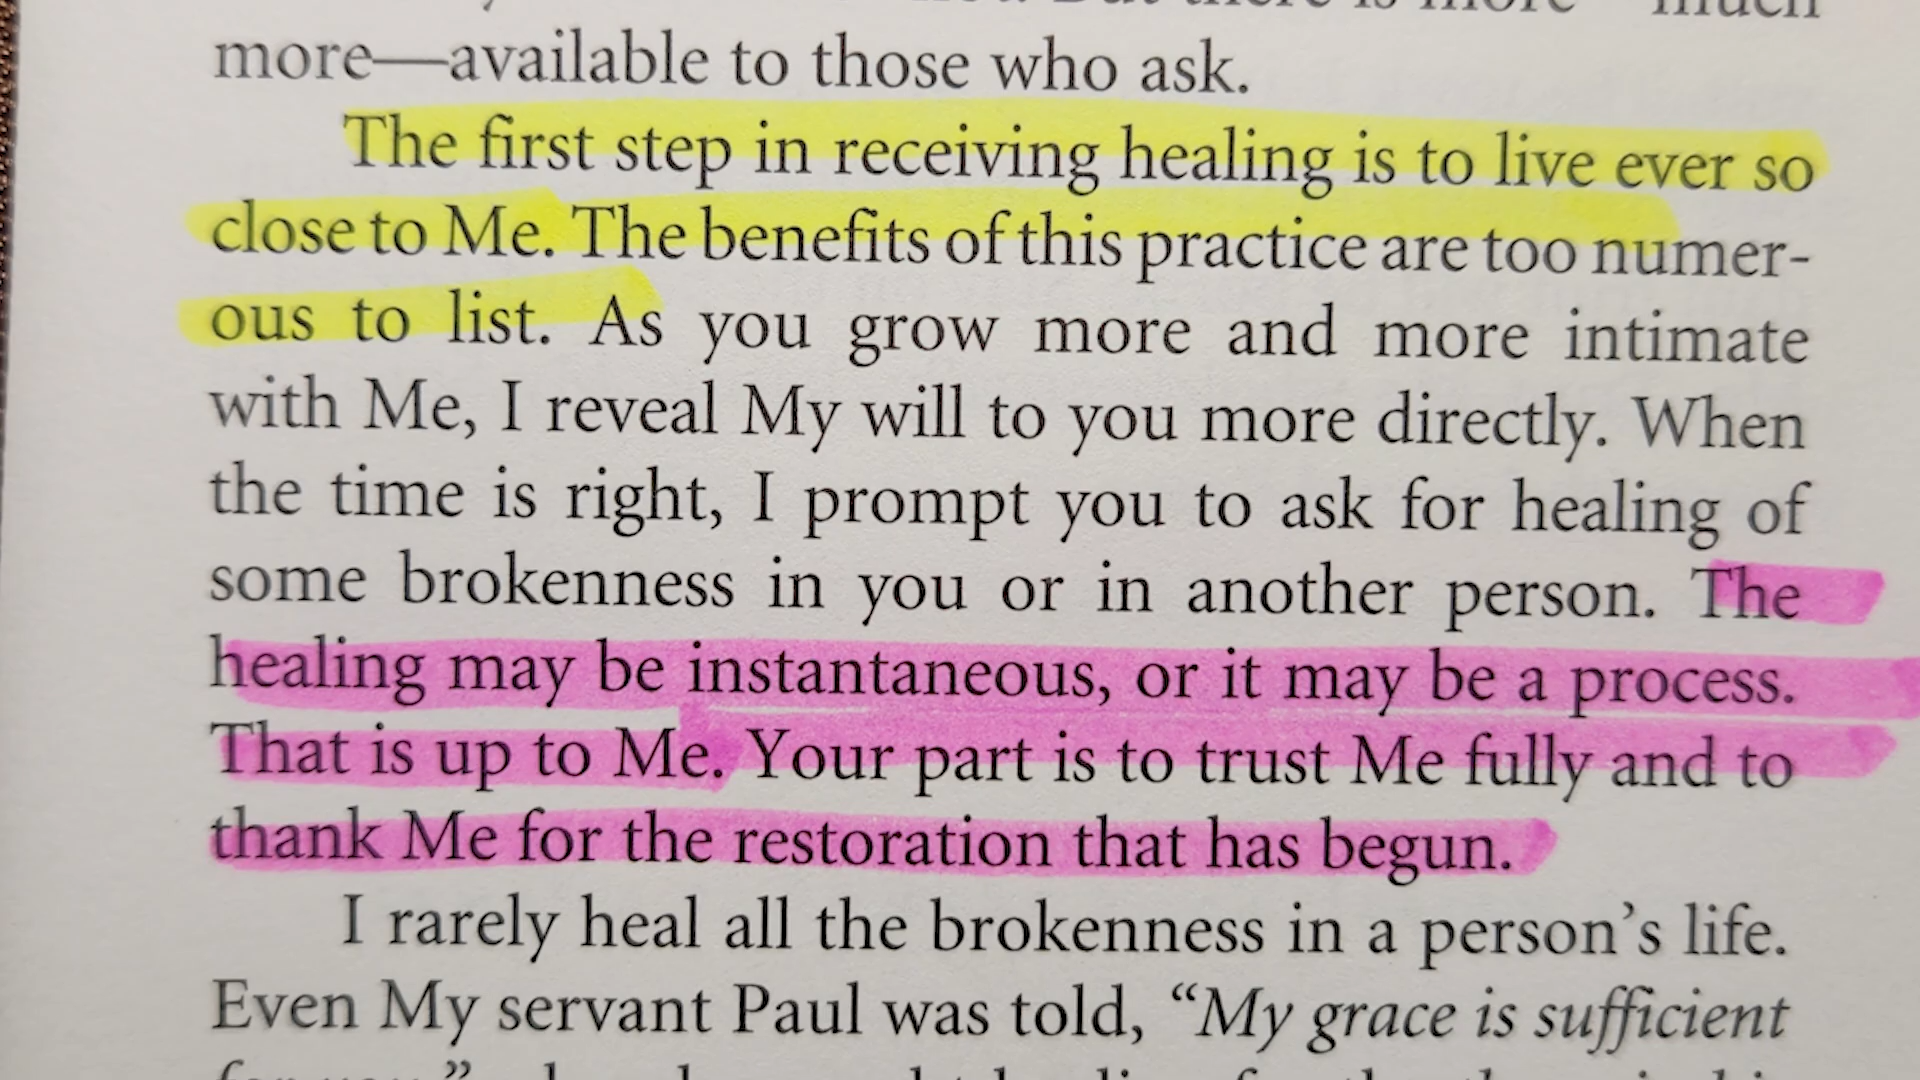 But there is more much
more—available to those who ask.
The first step in receiving healing is to live ever so
close to Me. The benefits of this practice are too numer-
ous to list. As you grow more and more intimate
with Me, I reveal My will to you more directly. When
the time is right, I prompt you to ask for healing of
some brokenness in you or in another person. The
healing may be instantaneous, or it may be a process.
That is up to Me. Your part is to trust Me fully and to
thank Me for the restoration that has begun.
I rarely heal all the brokenness in a person’s life.
Even My servant Paul was told, “My grace is sufficient